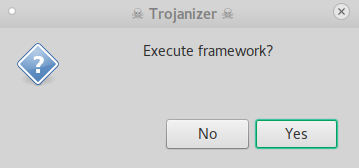 ☠ Trojanizer ☠
Execute framework?
No
Yes